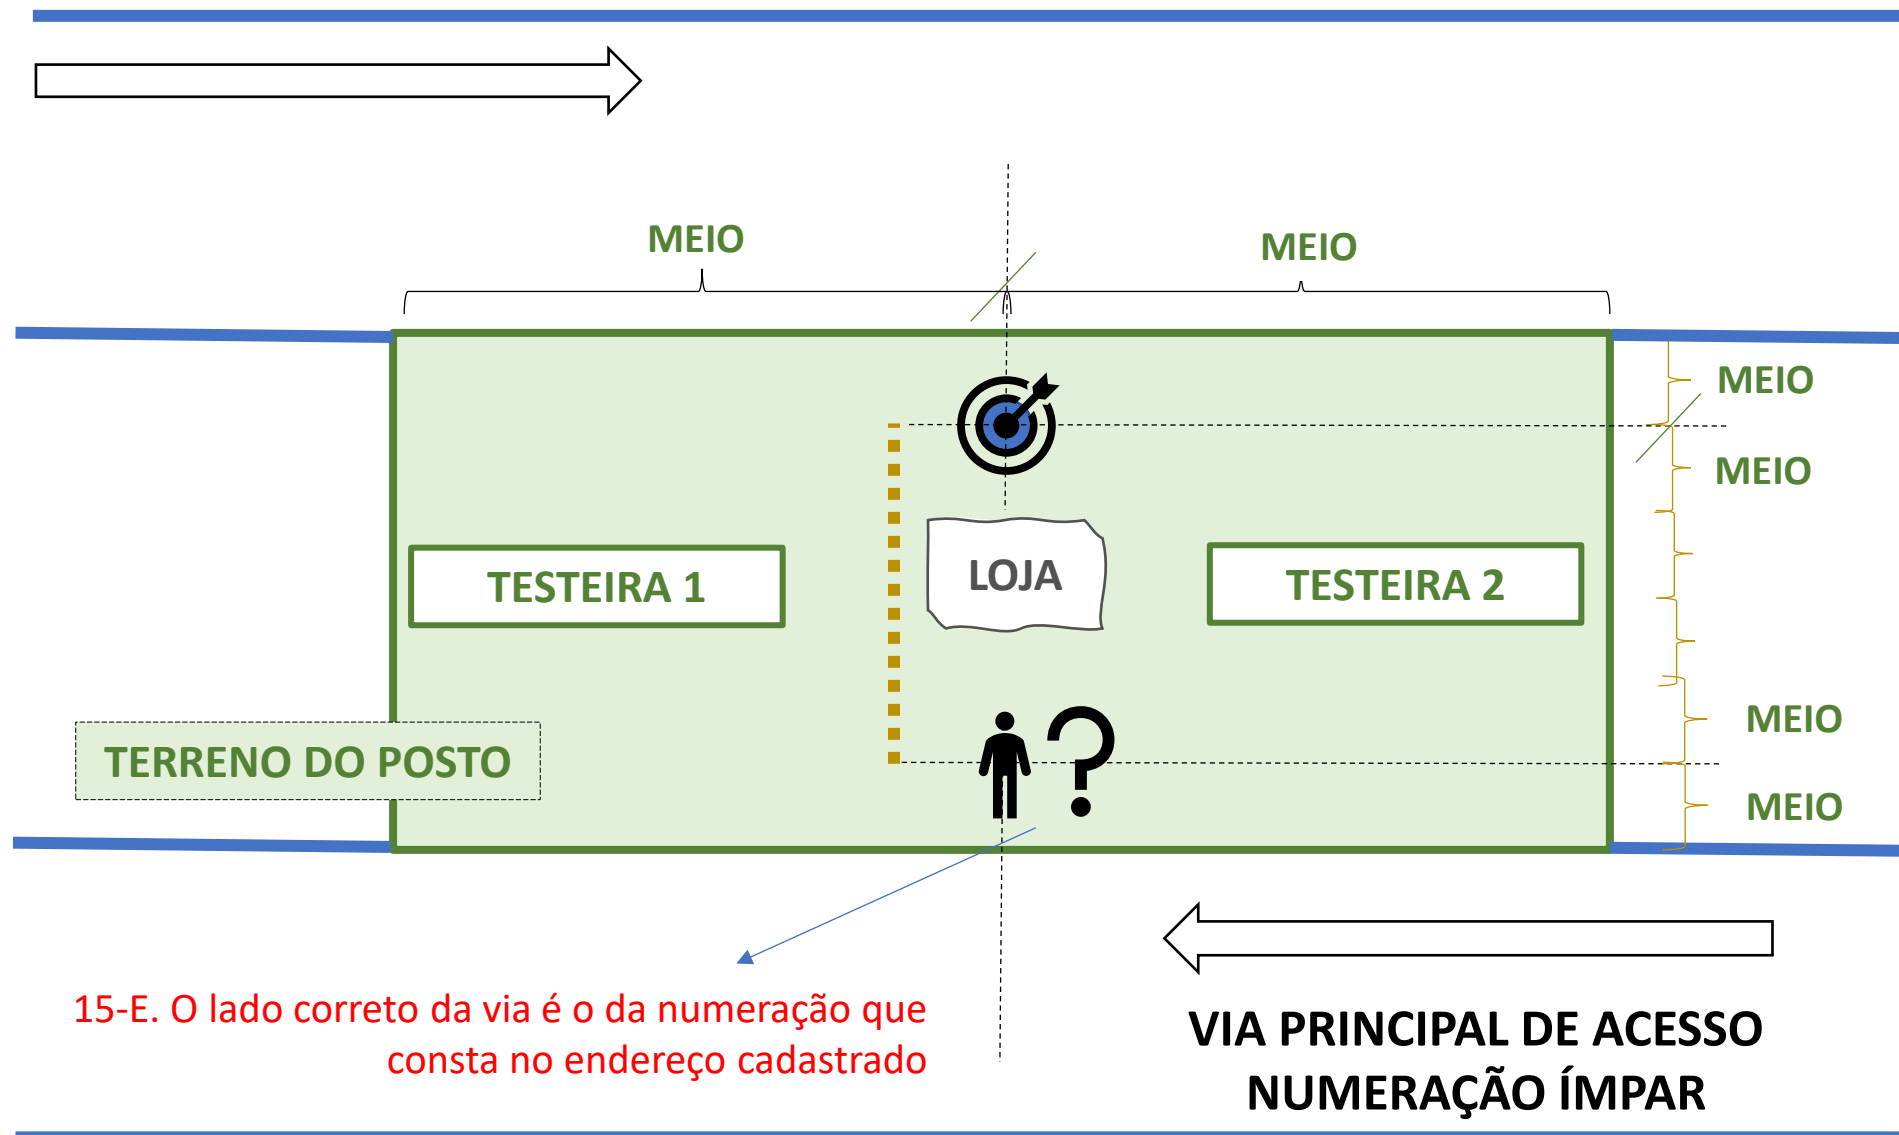 MEIO
MEIO
MEIO
MEIO
TESTEIRA 1
LOJA
TESTEIRA 2
TERRENO DO POSTO
MEIO
MEIO
15-E. O lado correto da via é o da numeração que
consta no endereço cadastrado
VIA PRINCIPAL DE ACESSO
NUMERAÇÃO ÍMPAR